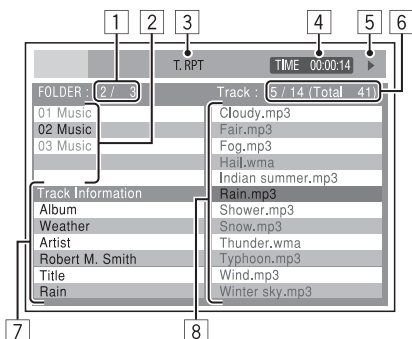 1 2 3 4 5 6
T. RPT TIME 00:00:14
FOLDER : 2 / 3 Track : 5 / 14 (Total 41)
01 Music
02 Music
03 Music
Track Information
Album
Weather
Artist
Robert M. Smith
Title
Rain
Cloudy.mp3
Fair.mp3
Fog.mp3
Hail.wma
Indian summer.mp3
Rain.mp3
Shower.mp3
Snow.mp3
Thunder.wma
Typhoon.mp3
Wind.mp3
Winter sky.mp3
7 8